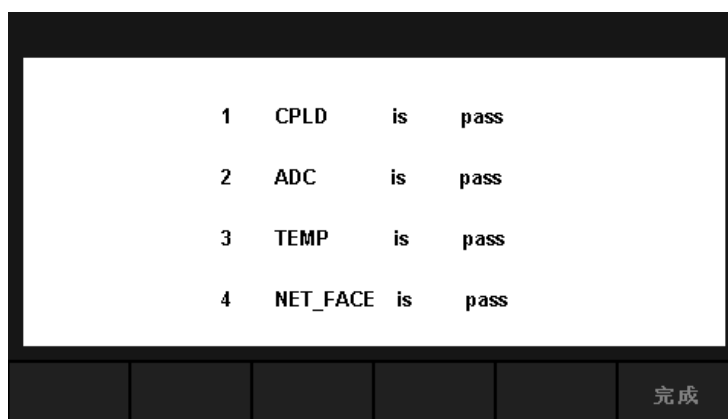 1 CPLD is pass
2 ADC is pass
3 TEMP is pass
4 NET_FACE is pass
完成